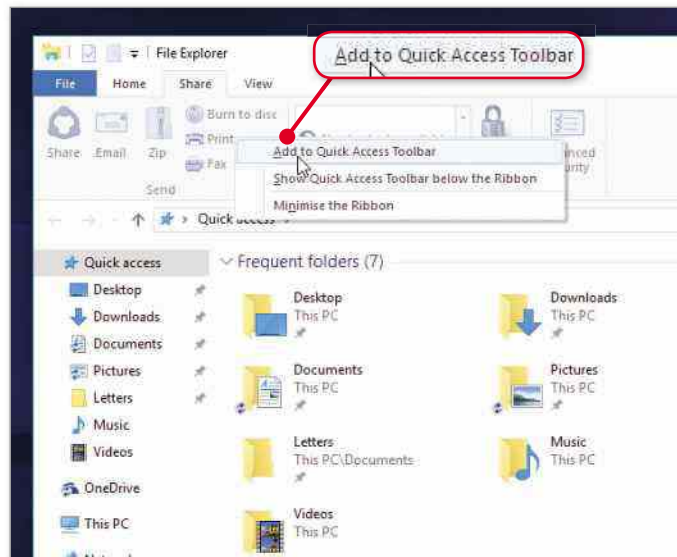 Add to Quick Access Toolbar
File Explorer
File Home Share View
Share Email Zip
Burn to disc
Print
Fax
Send
Add to Quick Access Toolbar
Show Quick Access Toolbar below the Ribbon
Minimise the Ribbon
Quick access
Quick access
Desktop
Downloads
Documents
Pictures
Letters
Music
Videos
OneDrive
This PC
Frequent folders (7)
Desktop
This PC
Downloads
This PC
Documents
This PC
Pictures
This PC
Letters
This PC\Documents
Music
This PC
Videos
This PC